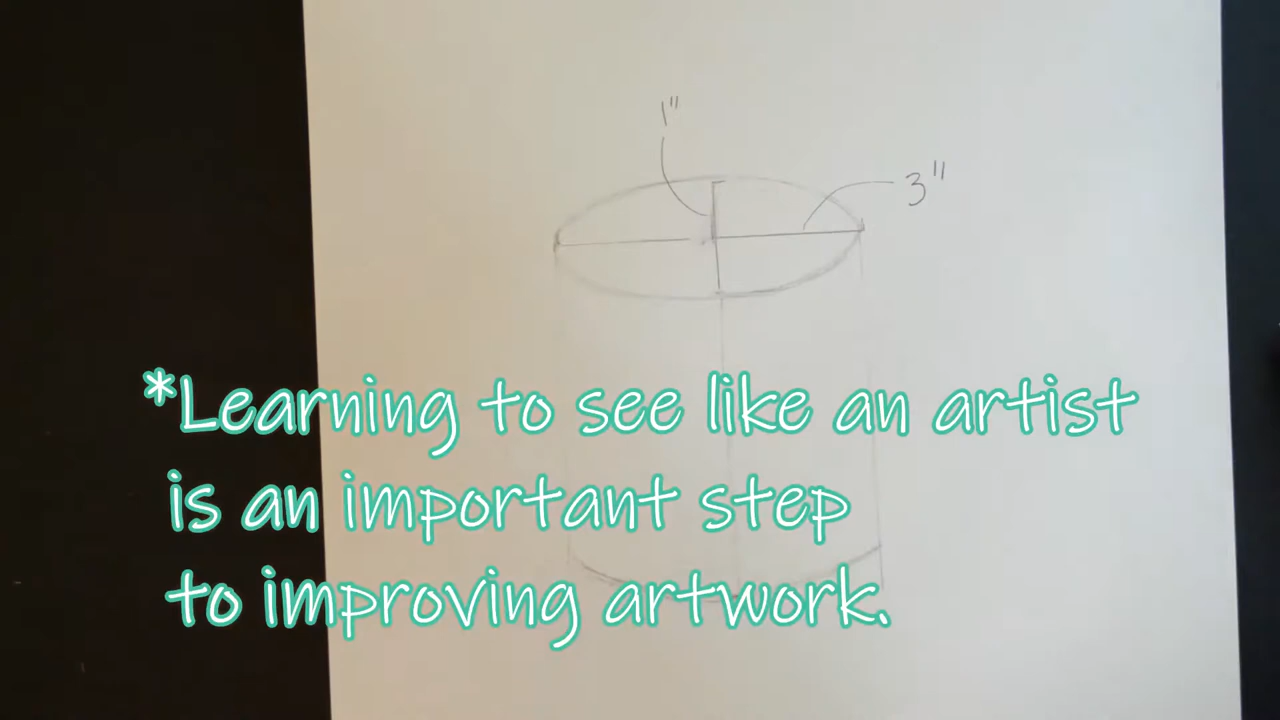 1"
3"
*Learning to see like an artist
is an important step
to improving artwork.